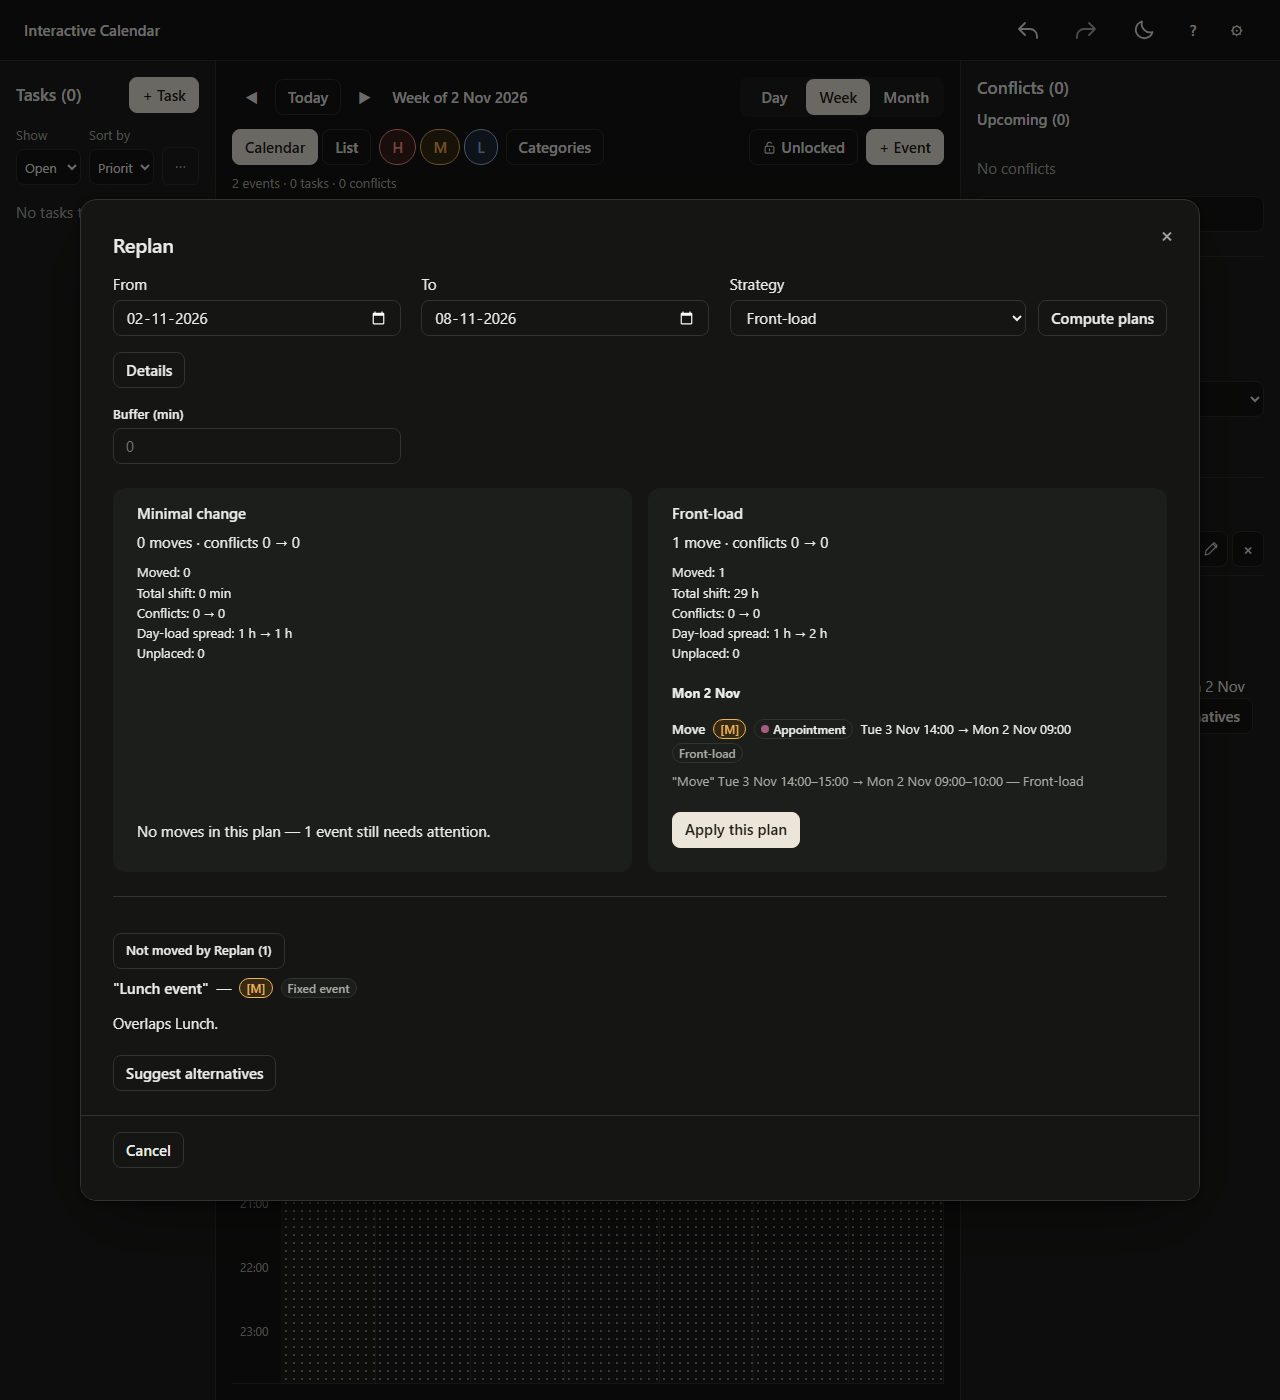 Interactive Calendar
?
Tasks (0)
+ Task
Show
Sort by
Open
Priorit
...
No tasks
Today
Week of 2 Nov 2026
Day
Week
Month
Calendar
List
H
M
L
Categories
Unlocked
+ Event
2 events · 0 tasks · 0 conflicts
Conflicts (0)
Upcoming (0)
No conflicts
2 Nov
Replan
×
From
To
Strategy
02-11-2026
08-11-2026
Front-load
Compute plans
Details
Buffer (min)
0
Minimal change
0 moves · conflicts 0 → 0
Moved: 0
Total shift: 0 min
Conflicts: 0 → 0
Day-load spread: 1 h → 1 h
Unplaced: 0
No moves in this plan — 1 event still needs attention.
Front-load
1 move · conflicts 0 → 0
Moved: 1
Total shift: 29 h
Conflicts: 0 → 0
Day-load spread: 1 h → 2 h
Unplaced: 0
Mon 2 Nov
Move [M] Appointment Tue 3 Nov 14:00 → Mon 2 Nov 09:00
Front-load
"Move" Tue 3 Nov 14:00–15:00 → Mon 2 Nov 09:00–10:00 — Front-load
Apply this plan
Not moved by Replan (1)
"Lunch event" — [M] Fixed event
Overlaps Lunch.
Suggest alternatives
Cancel
21:00
22:00
23:00